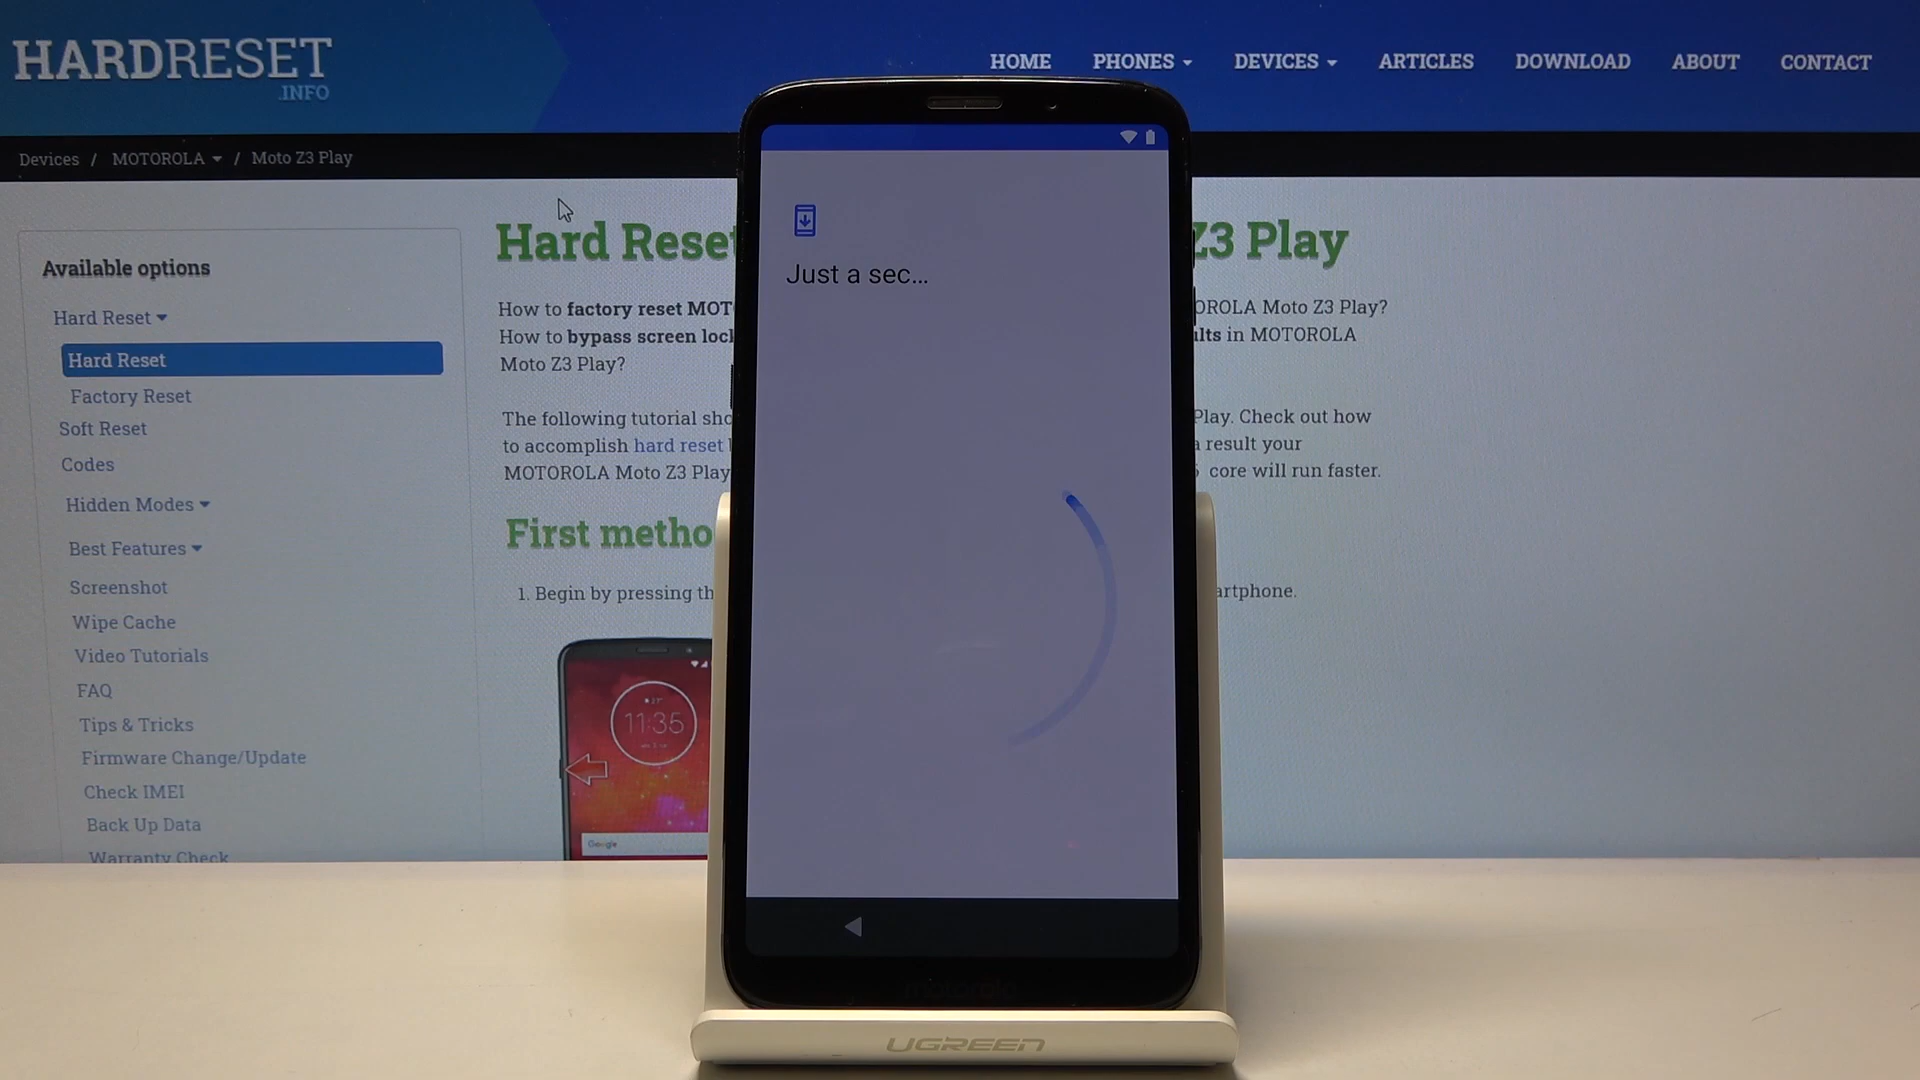 HARDRESET
.INFO
HOME PHONES DEVICES ARTICLES DOWNLOAD ABOUT CONTACT
Devices / MOTOROLA / Moto Z3 Play
Available options
Hard Reset
Hard Reset
Factory Reset
Soft Reset
Codes
Hidden Modes
Best Features
Screenshot
Wipe Cache
Video Tutorials
FAQ
Tips & Tricks
Firmware Change/Update
Check IMEI
Back Up Data
Warranty Check
Hard Reset Z3 Play
How to factory reset MOT OROLA Moto Z3 Play?
How to bypass screen lock ults in MOTOROLA
Moto Z3 Play?
The following tutorial sho Play. Check out how
to accomplish hard reset a result your
MOTOROLA Moto Z3 Play core will run faster.
First metho
1. Begin by pressing th artphone.
11:35
Google
Just a sec...
motorola
UGREEN